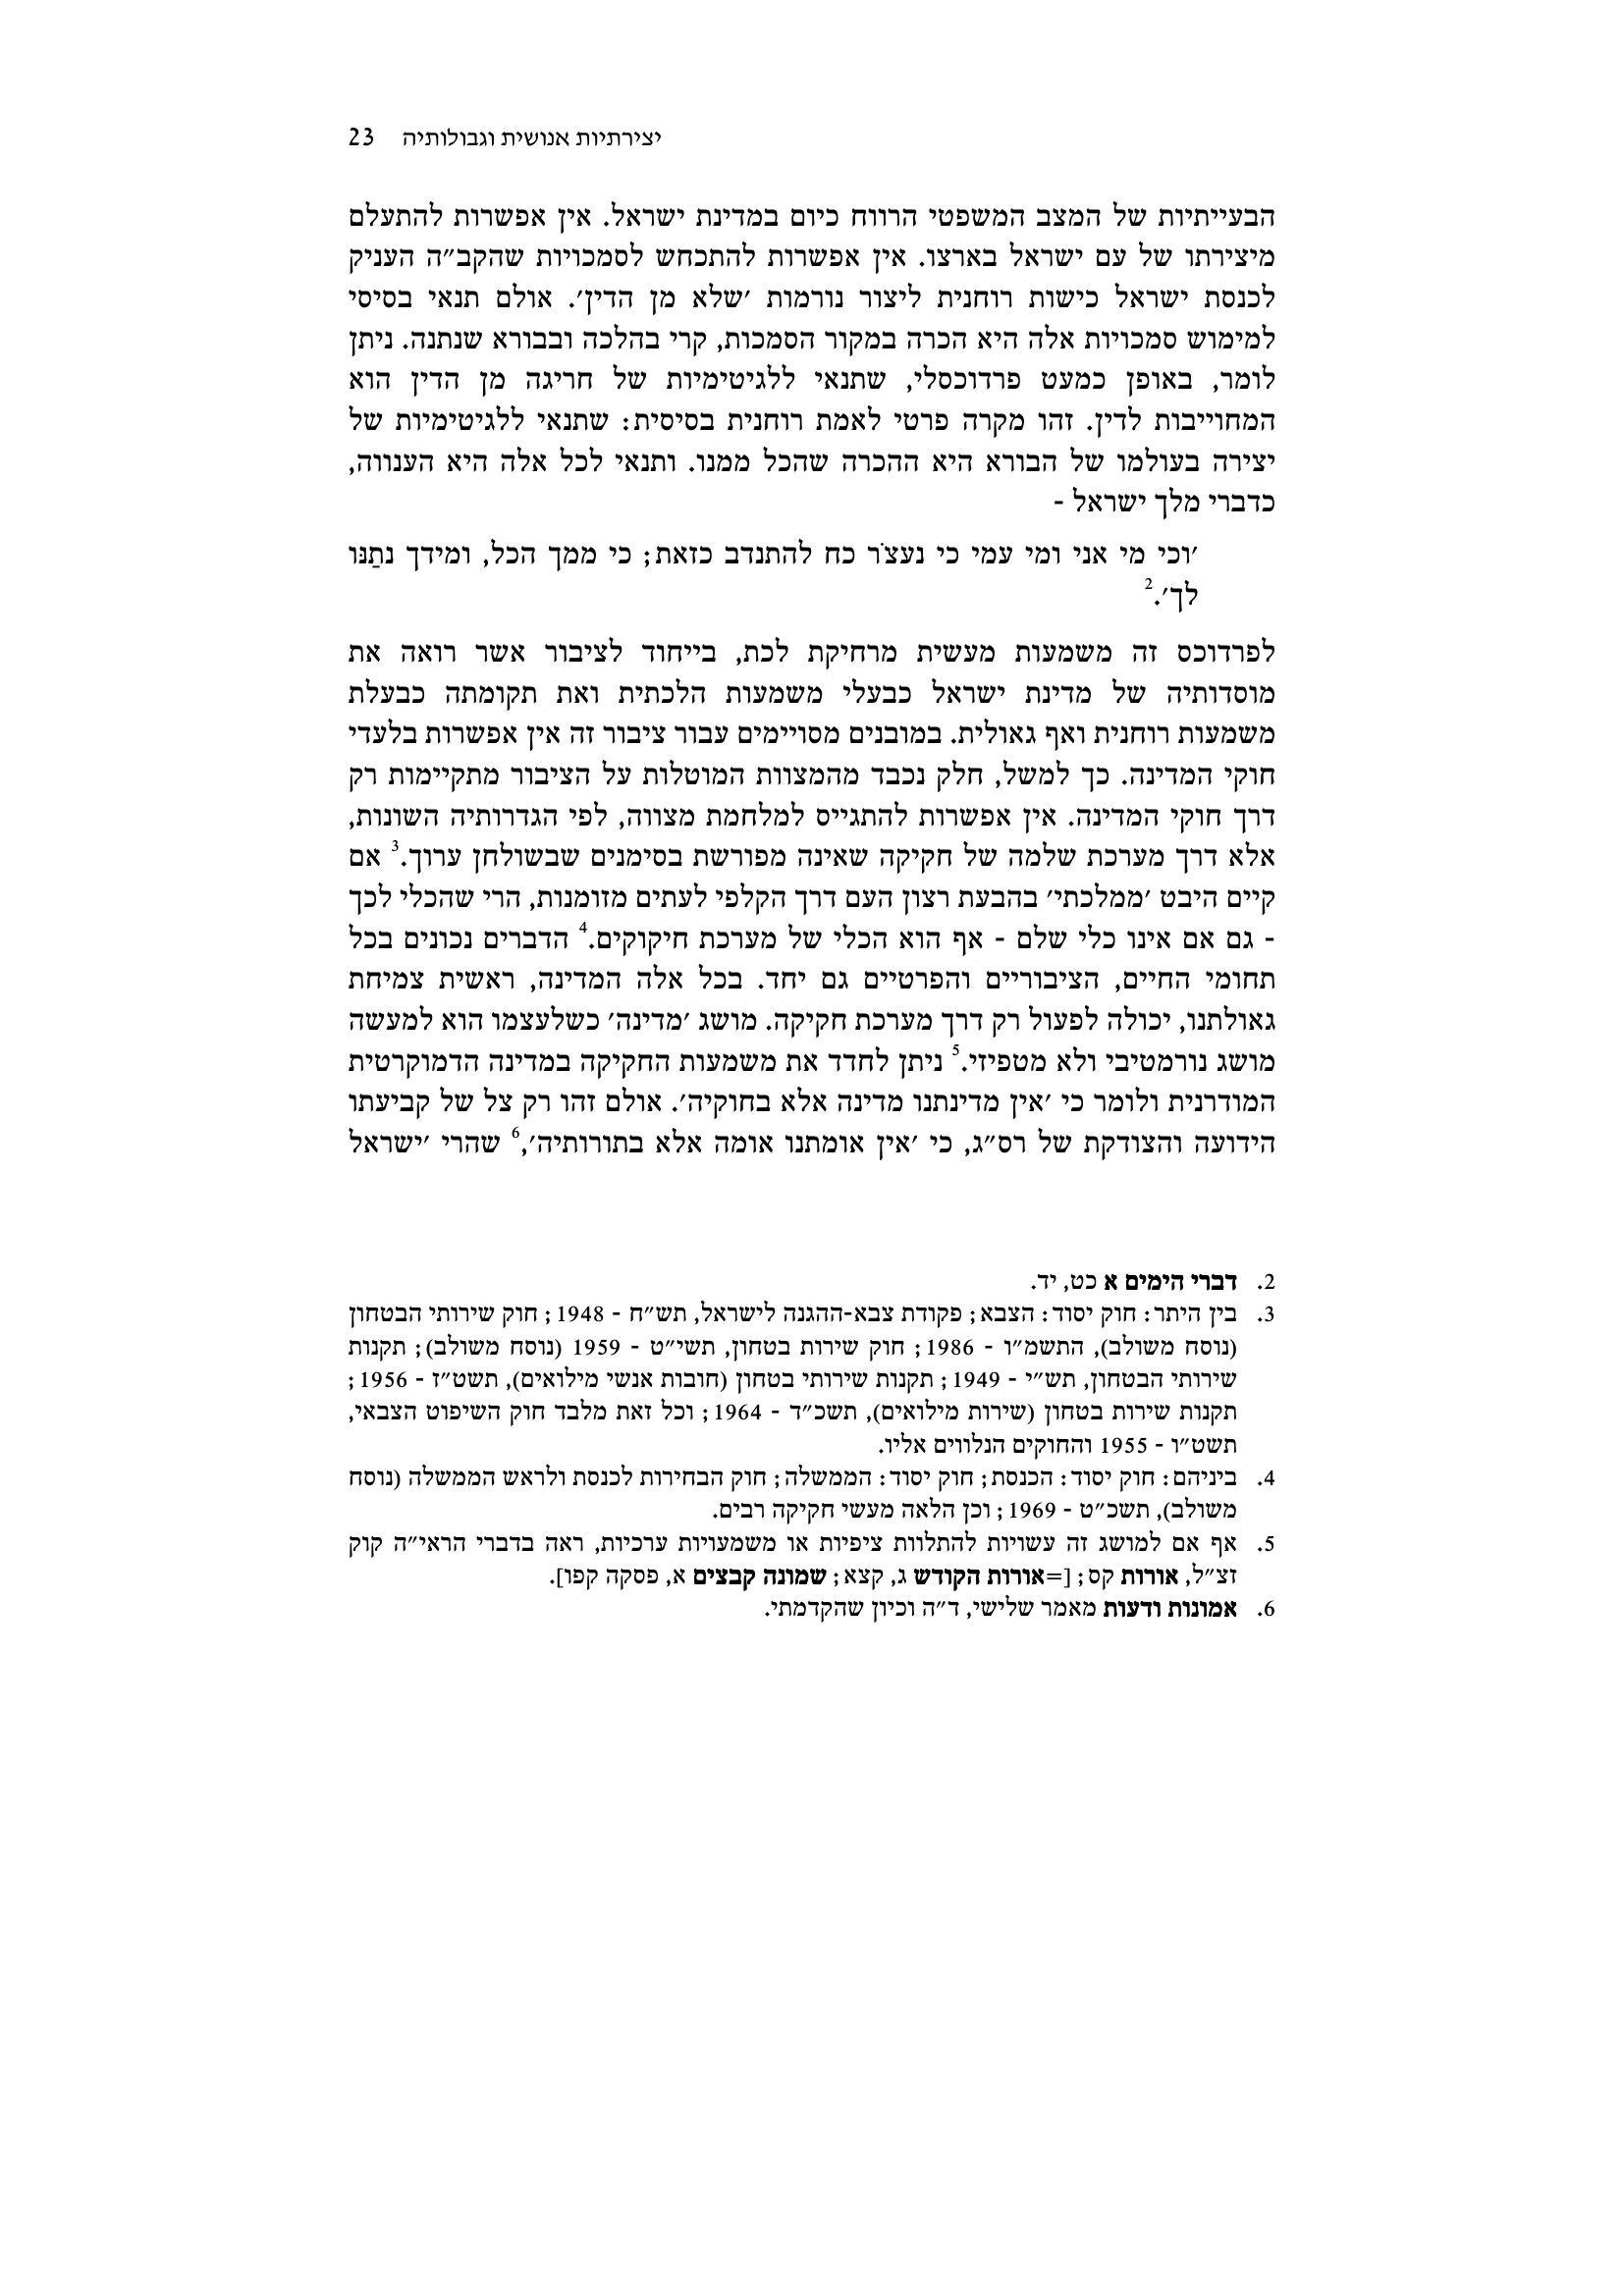 יצירתיות אנושית וגבולותיה 23
הבעייתיות של המצב המשפטי הרווח כיום במדינת ישראל. אין אפשרות להתעלם
מיצירתו של עם ישראל בארצו. אין אפשרות להתכחש לסמכויות שהקב״ה העניק
לכנסת ישראל כישות רוחנית ליצור נורמות ׳שלא מן הדין׳. אולם תנאי בסיסי
למימוש סמכויות אלה היא הכרה במקור הסמכות, קרי בהלכה ובבורא שנתנה. ניתן
לומר, באופן כמעט פרדוכסלי, שתנאי ללגיטימיות של חריגה מן הדין הוא
המחוייבות לדין. זהו מקרה פרטי לאמת רוחנית בסיסית: שתנאי ללגיטימיות של
יצירה בעולמו של הבורא היא ההכרה שהכל ממנו. ותנאי לכל אלה היא הענווה,
כדברי מלך ישראל -
׳וכי מי אני ומי עמי כי נעצֹר כח להתנדב כזאת; כי ממך הכל, ומידך נתַנּו
לך׳.2
לפרדוכס זה משמעות מעשית מרחיקת לכת, בייחוד לציבור אשר רואה את
מוסדותיה של מדינת ישראל כבעלי משמעות הלכתית ואת תקומתה כבעלת
משמעות רוחנית ואף גאולית. במובנים מסויימים עבור ציבור זה אין אפשרות בלעדי
חוקי המדינה. כך למשל, חלק נכבד מהמצוות המוטלות על הציבור מתקיימות רק
דרך חוקי המדינה. אין אפשרות להתגייס למלחמת מצווה, לפי הגדרותיה השונות,
אלא דרך מערכת שלמה של חקיקה שאינה מפורשת בסימנים שבשולחן ערוך.3 אם
קיים היבט ׳ממלכתי׳ בהבעת רצון העם דרך הקלפי לעתים מזומנות, הרי שהכלי לכך
- גם אם אינו כלי שלם - אף הוא הכלי של מערכת חיקוקים.4 הדברים נכונים בכל
תחומי החיים, הציבוריים והפרטיים גם יחד. בכל אלה המדינה, ראשית צמיחת
גאולתנו, יכולה לפעול רק דרך מערכת חקיקה. מושג ׳מדינה׳ כשלעצמו הוא למעשה
מושג נורמטיבי ולא מטפיזי.5 ניתן לחדד את משמעות החקיקה במדינה הדמוקרטית
המודרנית ולומר כי ׳אין מדינתנו מדינה אלא בחוקיה׳. אולם זהו רק צל של קביעתו
הידועה והצודקת של רס״ג, כי ׳אין אומתנו אומה אלא בתורותיה׳,6 שהרי ׳ישראל
2. דברי הימים א כט, יד.
3. בין היתר: חוק יסוד: הצבא; פקודת צבא-ההגנה לישראל, תש״ח - 1948; חוק שירותי הבטחון
(נוסח משולב), התשמ״ו - 1986; חוק שירות בטחון, תשי״ט - 1959 (נוסח משולב); תקנות
שירותי הבטחון, תש״י - 1949; תקנות שירותי בטחון (חובות אנשי מילואים), תשט״ז - 1956;
תקנות שירות בטחון (שירות מילואים), תשכ״ד - 1964; וכל זאת מלבד חוק השיפוט הצבאי,
תשט״ו - 1955 והחוקים הנלווים אליו.
4. ביניהם: חוק יסוד: הכנסת; חוק יסוד: הממשלה; חוק הבחירות לכנסת ולראש הממשלה (נוסח
משולב), תשכ״ט - 1969; וכן הלאה מעשי חקיקה רבים.
5. אף אם למושג זה עשויות להתלוות ציפיות או משמעויות ערכיות, ראה בדברי הראי״ה קוק
זצ״ל, אורות קס; [=אורות הקודש ג, קצא; שמונה קבצים א, פסקה קפו].
6. אמונות ודעות מאמר שלישי, ד״ה וכיון שהקדמתי.